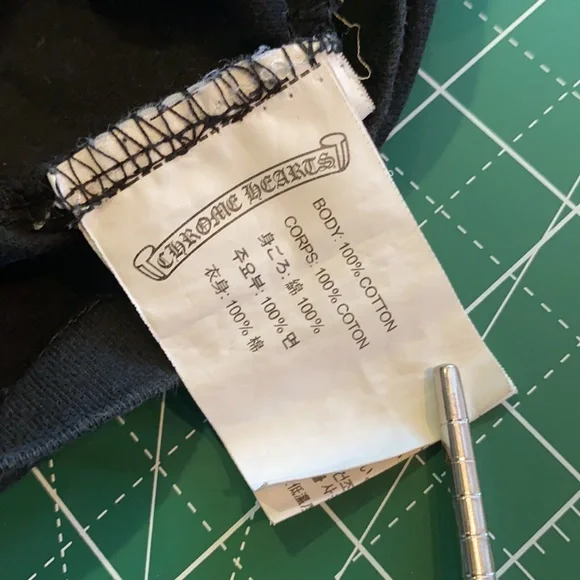 CHROME HEARTS
BODY: 100% COTTON
CORPS: 100% COTON
身ごろ: 綿 100%
주요부: 100% 면
衣身: 100% 棉